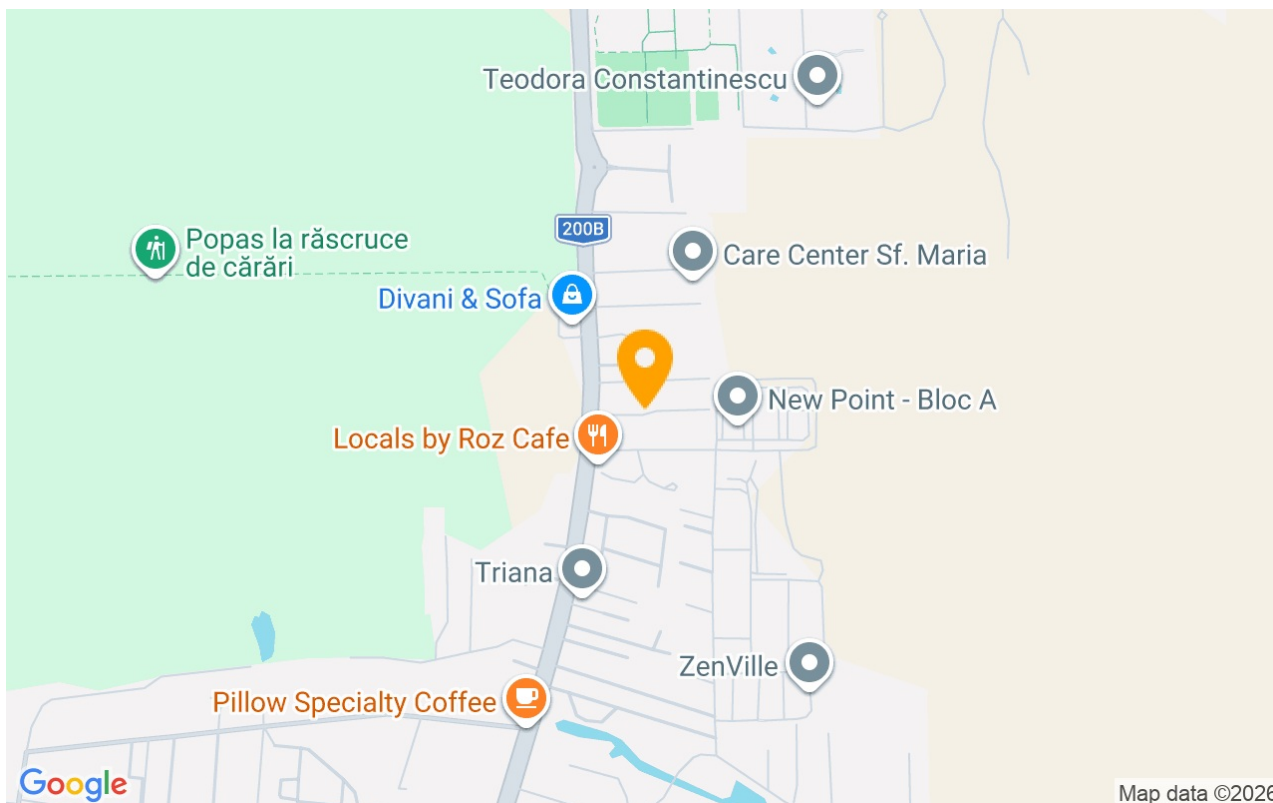 Teodora Constantinescu
200B
Popas la răscruce
de cărări
Care Center Sf. Maria
Divani & Sofa
New Point - Bloc A
Locals by Roz Cafe
Triana
ZenVille
Pillow Specialty Coffee
Google
Map data ©2026